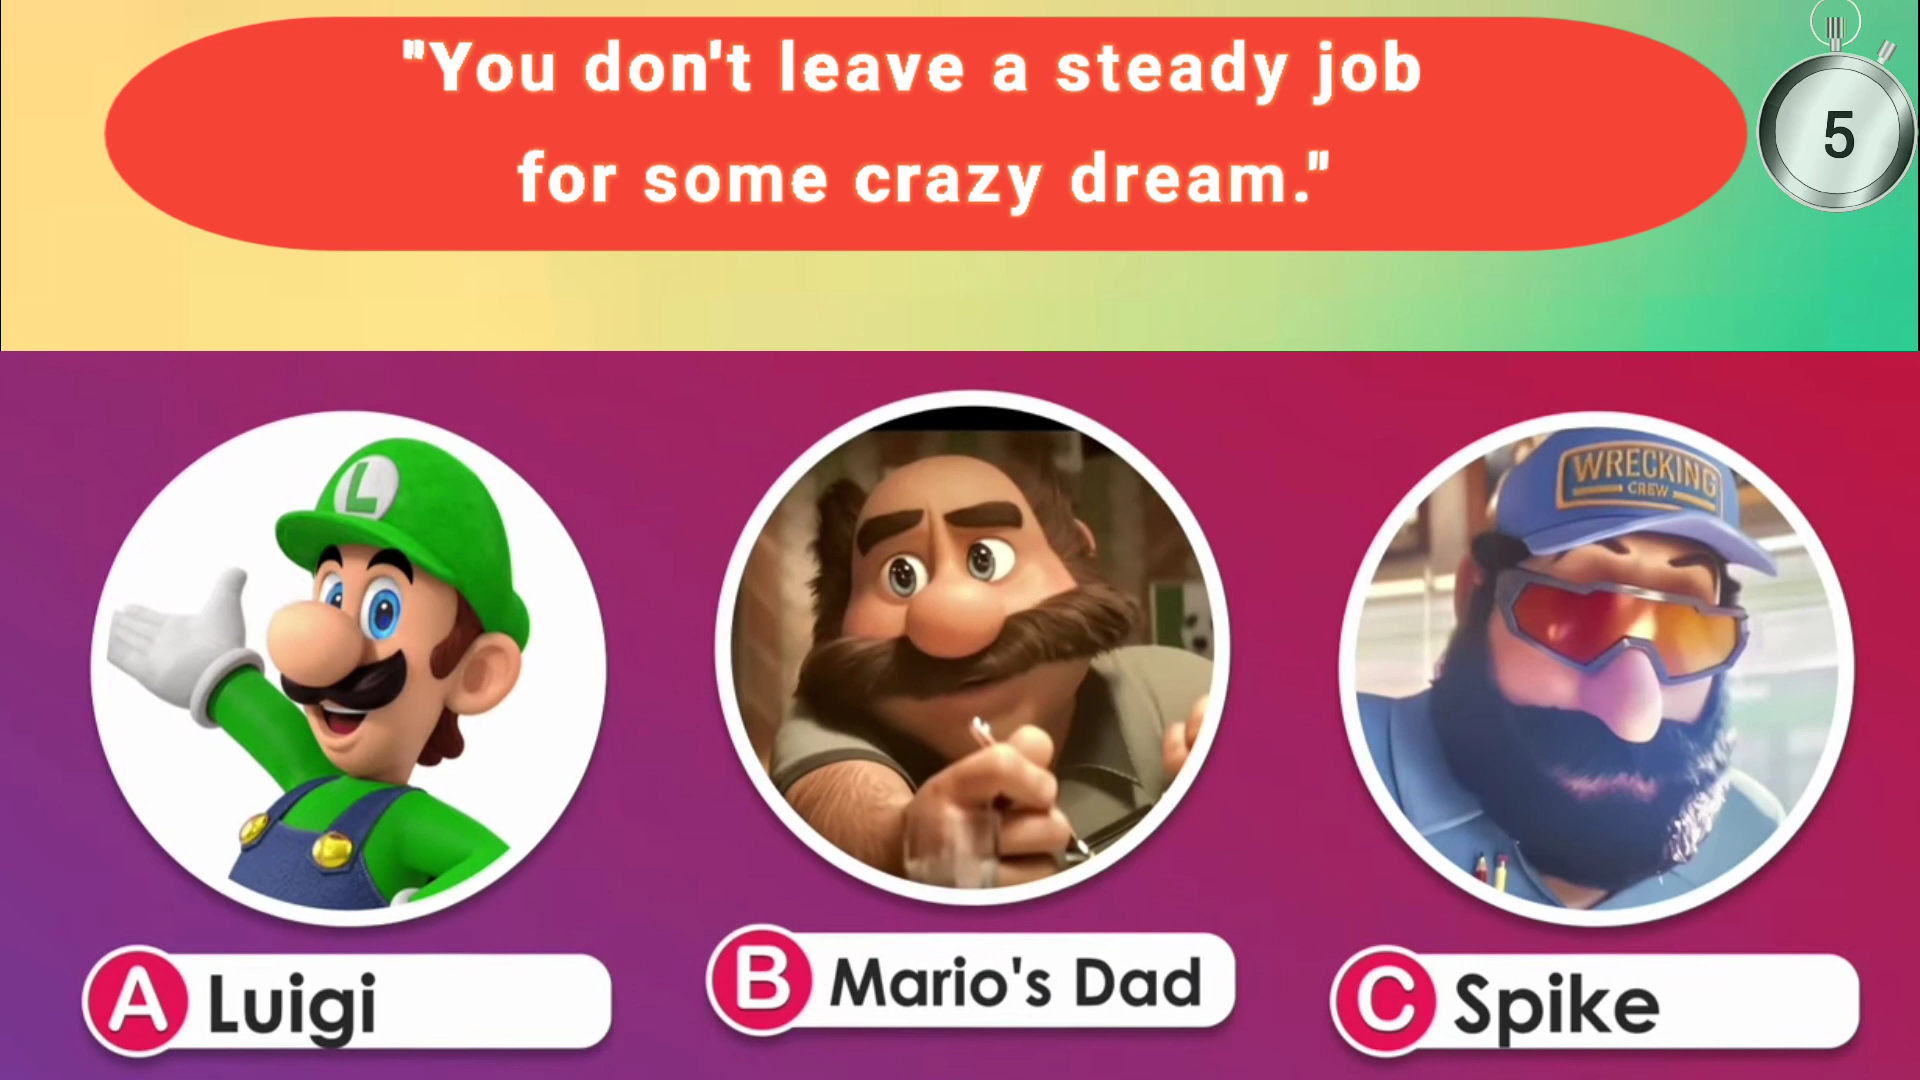 "You don't leave a steady job
for some crazy dream."
5
L
WRECKING
CREW
A Luigi
B Mario's Dad
C Spike